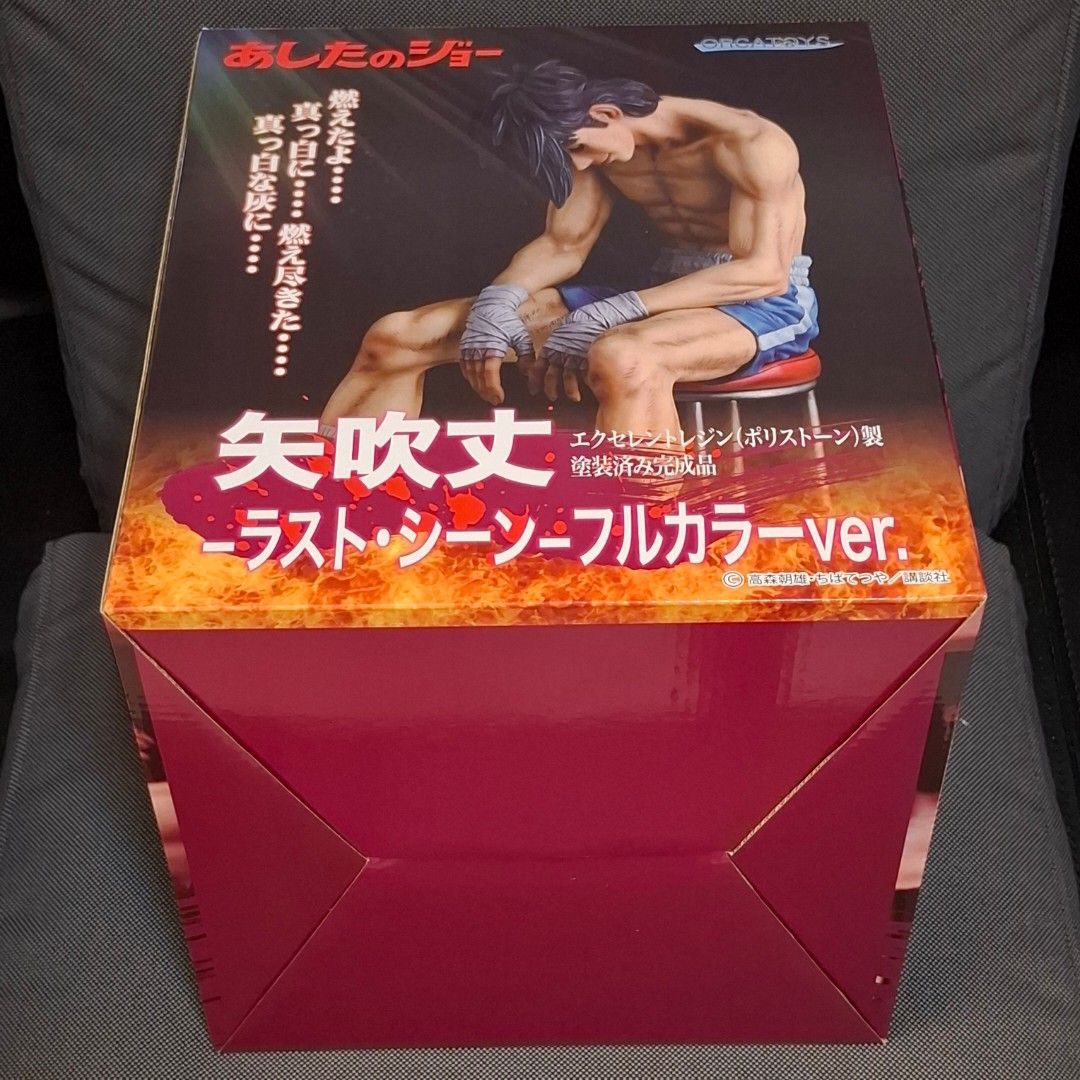 あしたのジョー
ORCATOYS
燃えたよ‥‥
真っ白に‥‥燃え尽きた‥‥
真っ白な灰に‥‥
矢吹丈
エクセレントレジン(ポリストーン)製
塗装済み完成品
–ラスト・シーン–フルカラーver.
© 高森朝雄・ちばてつや／講談社